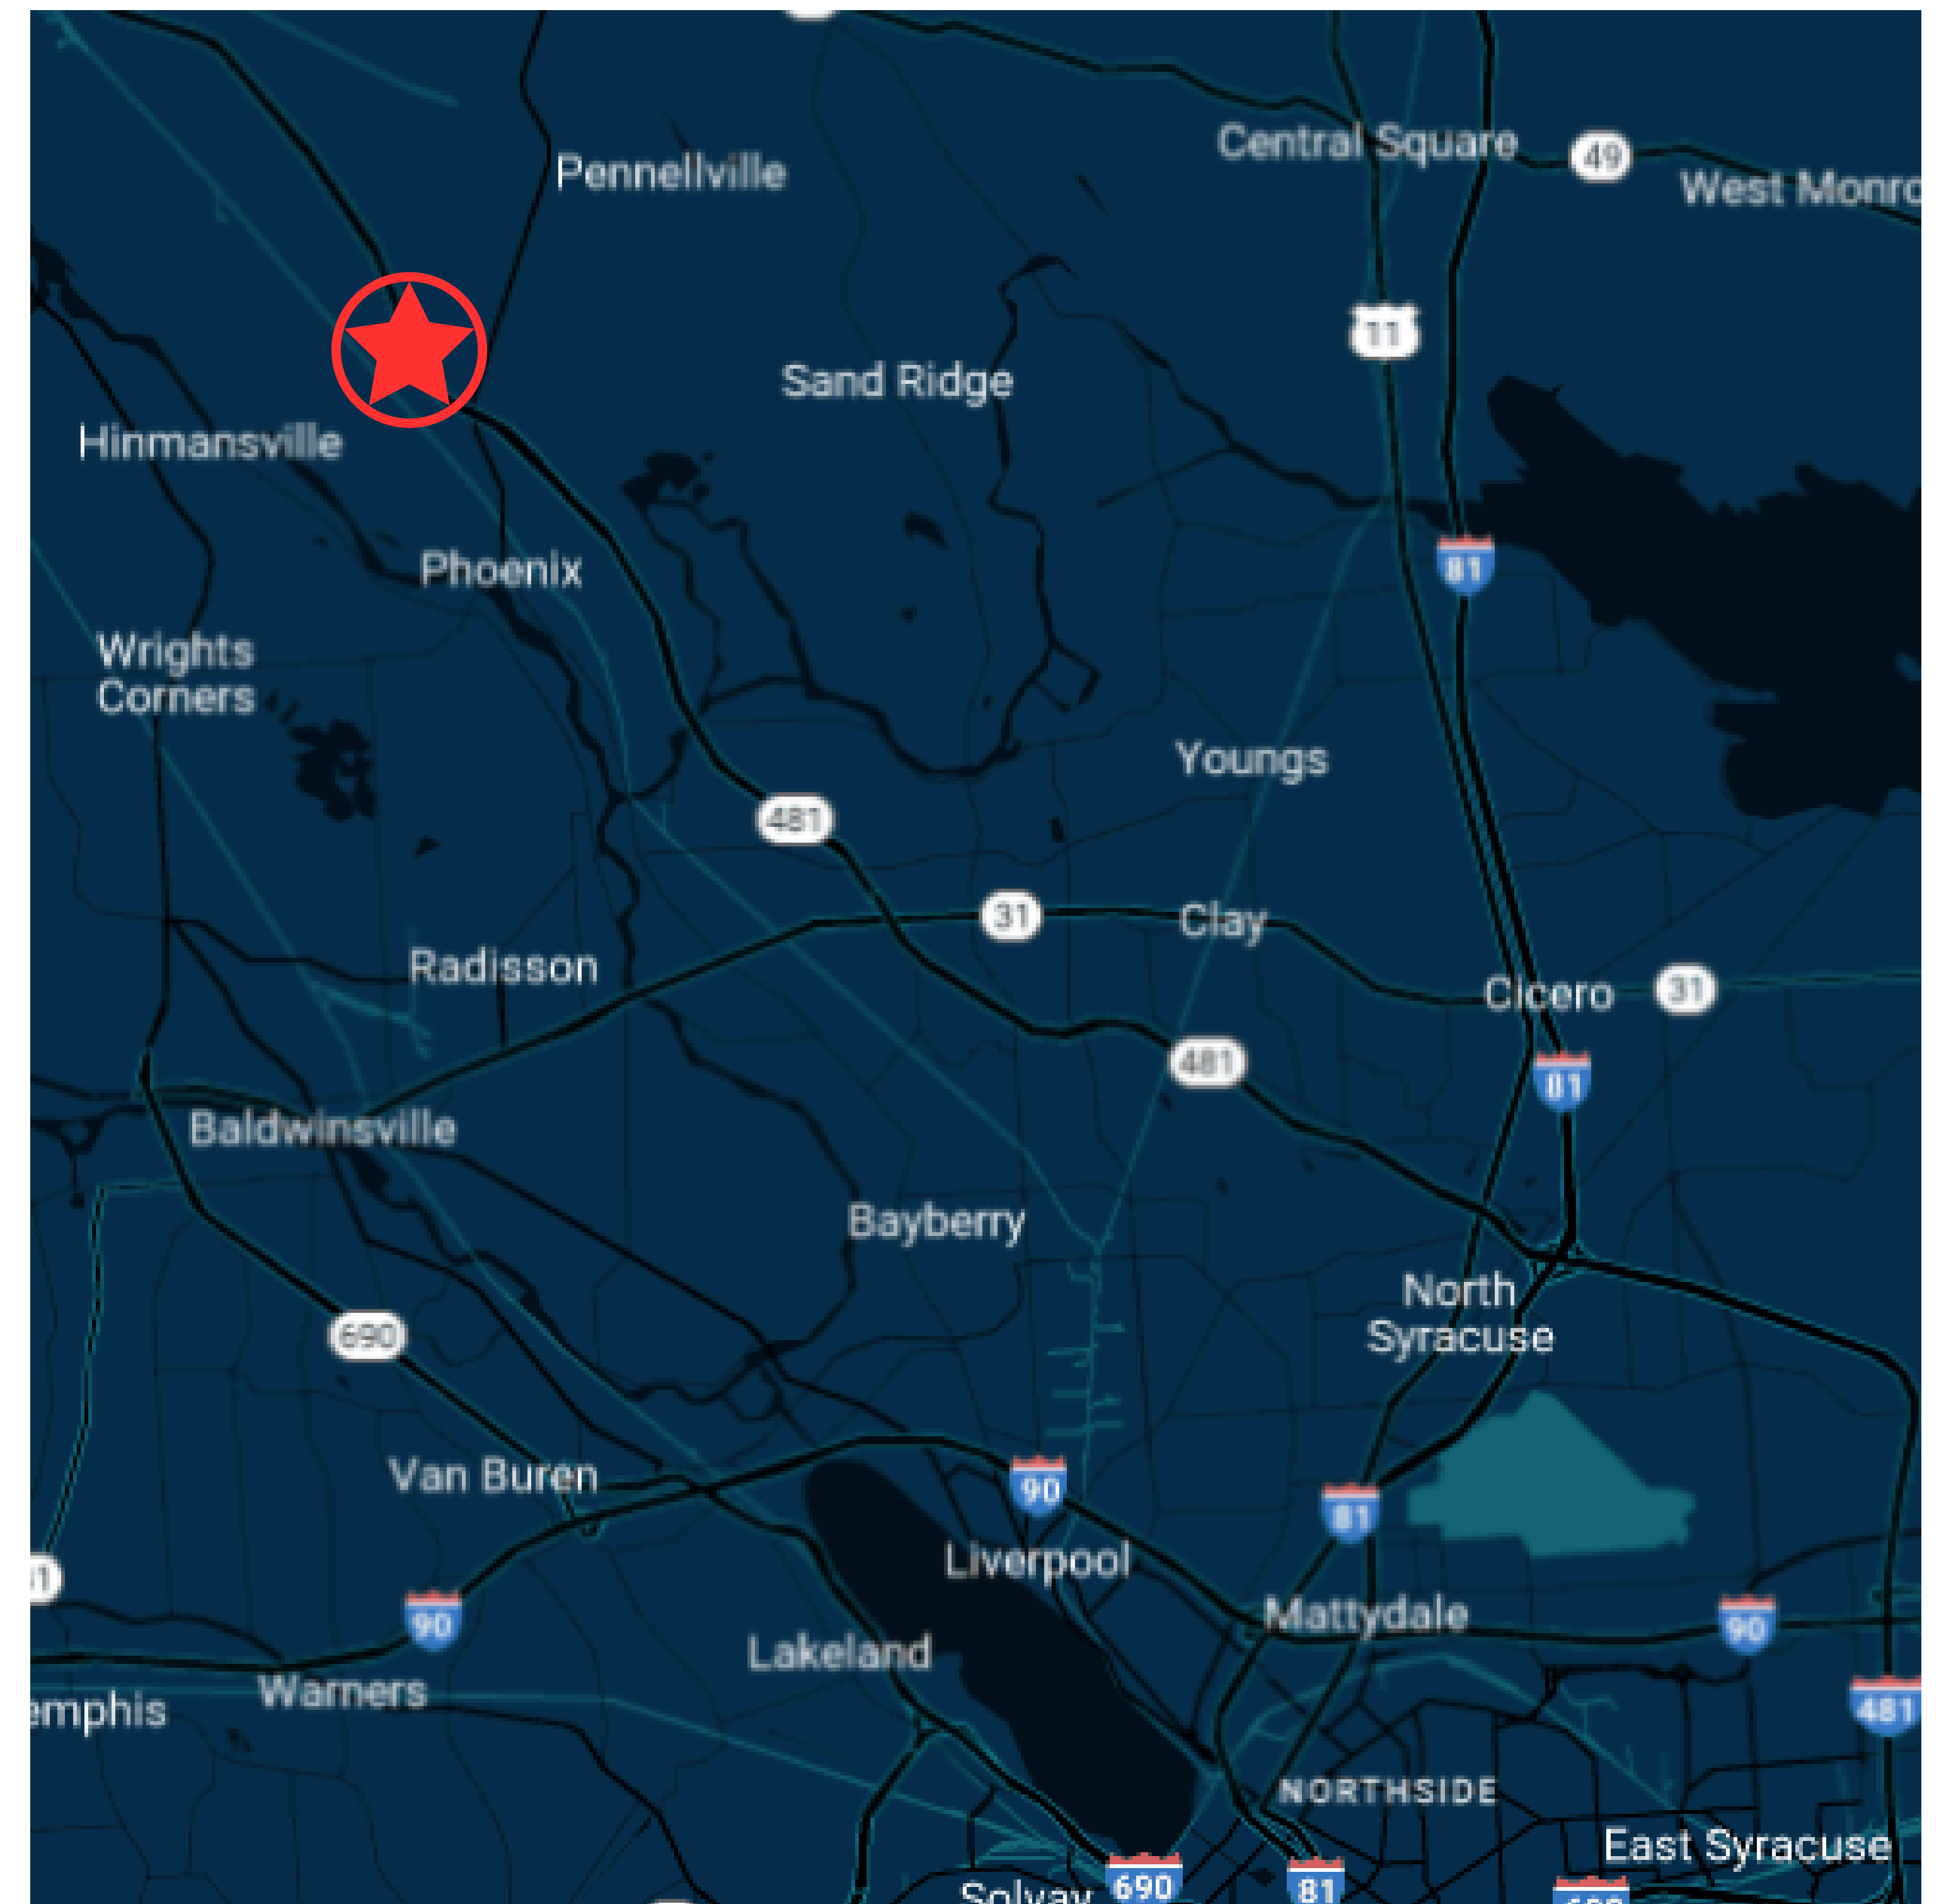 Central Square
49
Pennellville
West Monro
11
Sand Ridge
Hinmansville
81
Phoenix
Wrights
Corners
Youngs
481
31
Clay
Radisson
Cicero
31
481
81
Baldwinsville
Bayberry
North
Syracuse
690
Van Buren
90
81
Liverpool
90
Mattydale
90
Lakeland
Warners
emphis
481
NORTHSIDE
East Syracuse
Solvay
690
81